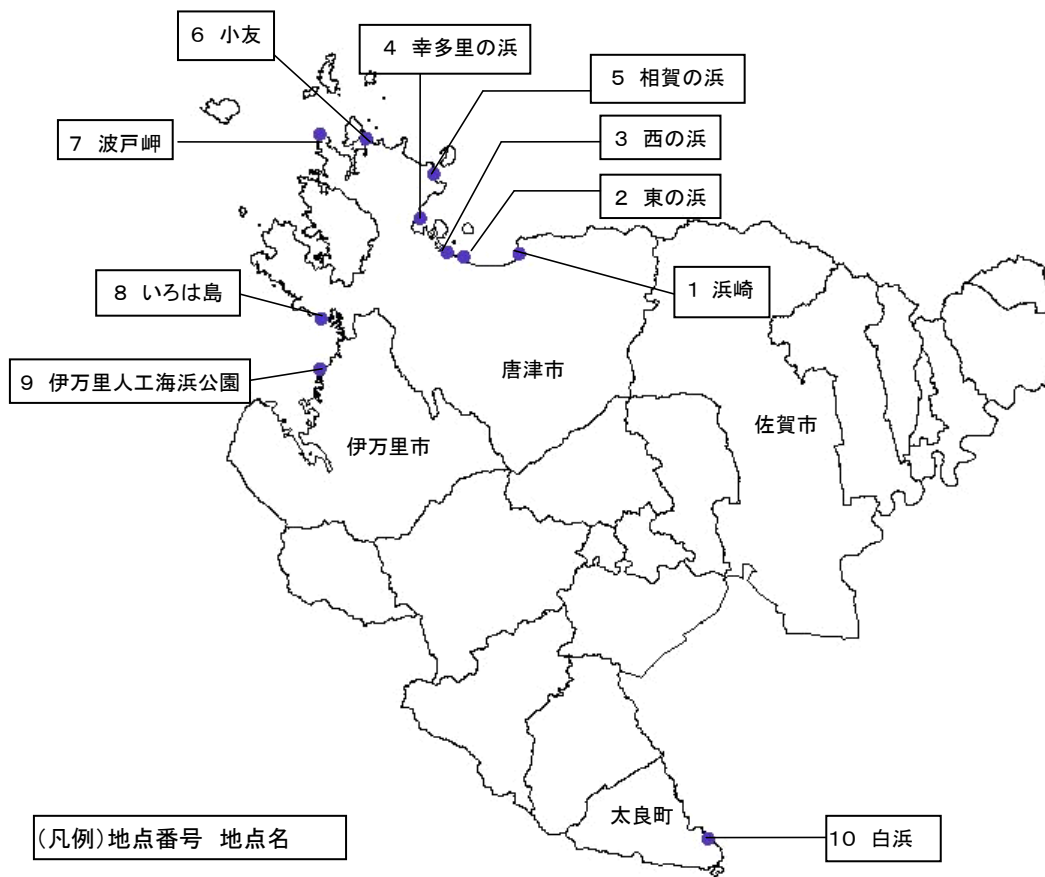 6 小友
4 幸多里の浜
5 相賀の浜
7 波戸岬
3 西の浜
2 東の浜
8 いろは島
1 浜崎
9 伊万里人工海浜公園
唐津市
佐賀市
伊万里市
太良町
(凡例)地点番号 地点名
10 白浜